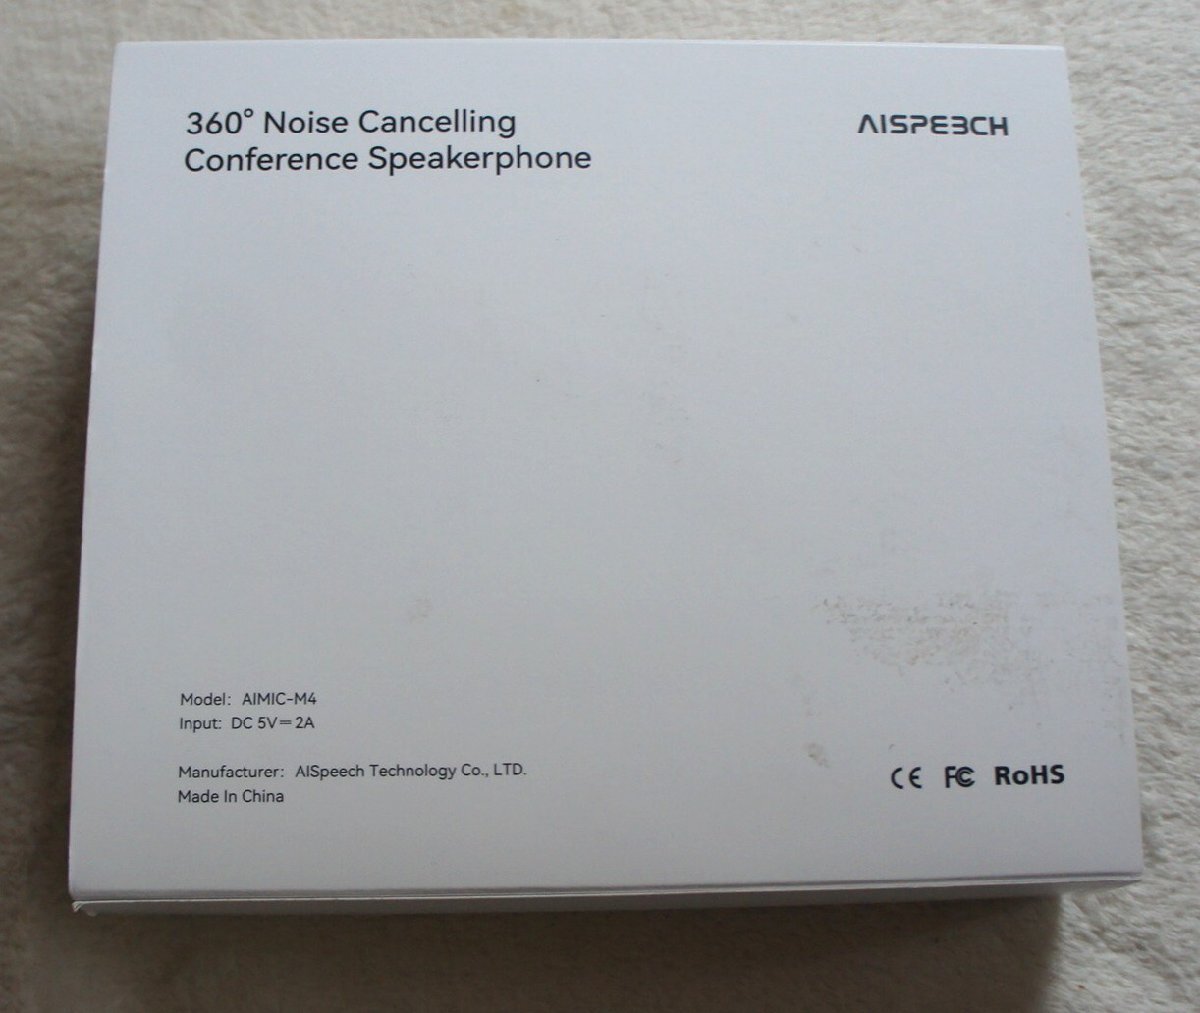 360° Noise Cancelling
Conference Speakerphone
AISPEECH
Model: AIMIC-M4
Input: DC 5V⎓2A
Manufacturer: AISpeech Technology Co., LTD.
Made In China
CE FC RoHS